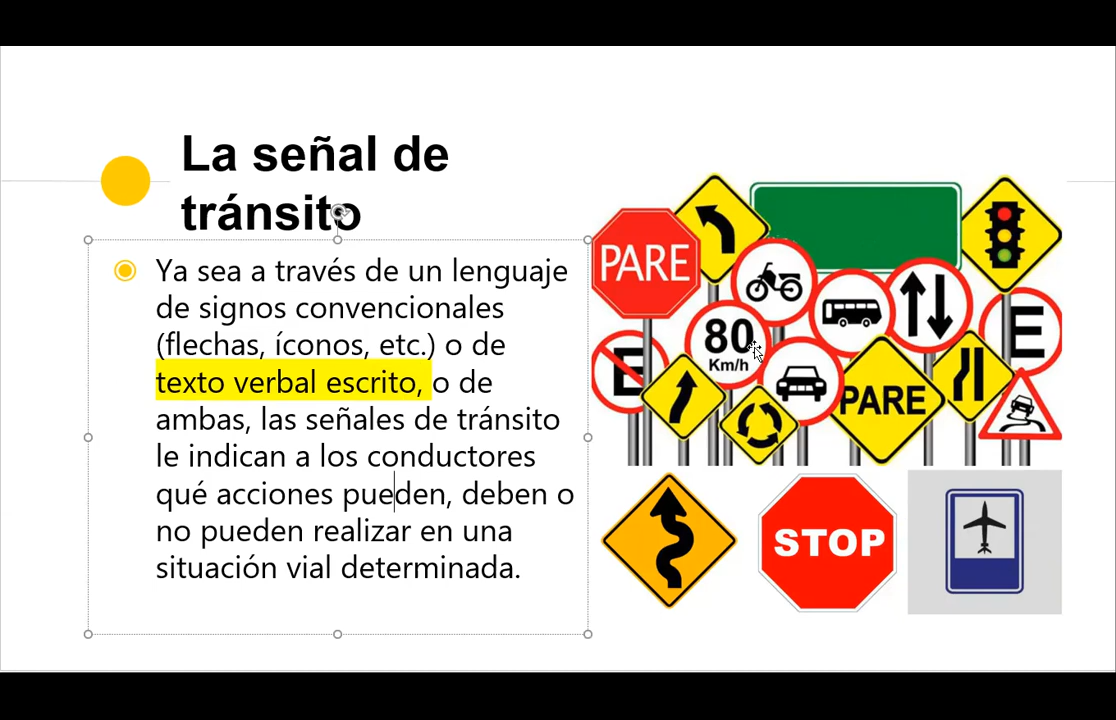 La señal de
tránsito
Ya sea a través de un lenguaje
de signos convencionales
(flechas, íconos, etc.) o de
texto verbal escrito, o de
ambas, las señales de tránsito
le indican a los conductores
qué acciones pueden, deben o
no pueden realizar en una
situación vial determinada.
PARE
80
Km/h
E
E
PARE
STOP